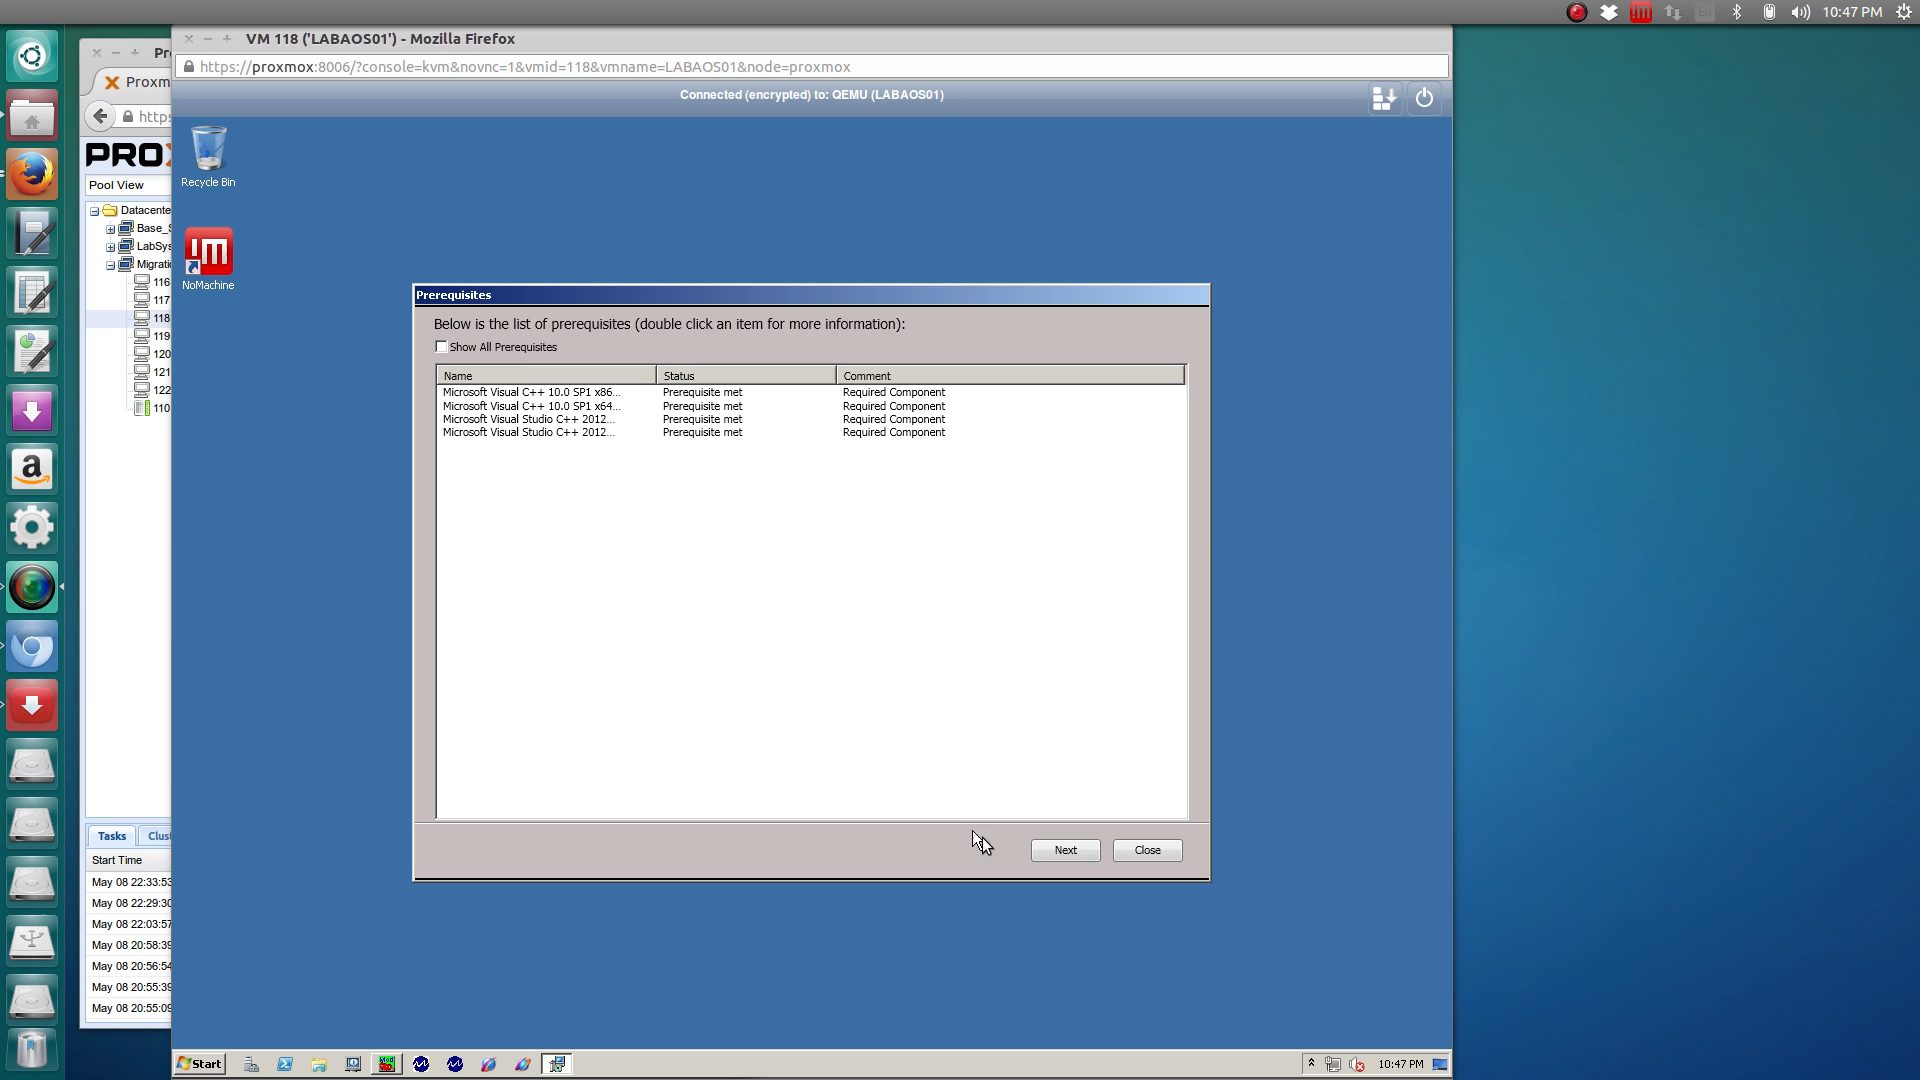 10:47 PM
VM 118 ('LABAOS01') - Mozilla Firefox
https://proxmox:8006/?console=kvm&novnc=1&vmid=118&vmname=LABAOS01&node=proxmox
Connected (encrypted) to: QEMU (LABAOS01)
Pr
Proxm
https
PROX
Pool View
Datacente
Base_S
LabSys
Migrati
116
117
118
119
120
121
122
110
Recycle Bin
NoMachine
Prerequisites
Below is the list of prerequisites (double click an item for more information):
Show All Prerequisites
Name Status Comment
Microsoft Visual C++ 10.0 SP1 x86... Prerequisite met Required Component
Microsoft Visual C++ 10.0 SP1 x64... Prerequisite met Required Component
Microsoft Visual Studio C++ 2012... Prerequisite met Required Component
Microsoft Visual Studio C++ 2012... Prerequisite met Required Component
Next Close
Tasks Clust
Start Time
May 08 22:33:53
May 08 22:29:30
May 08 22:03:57
May 08 20:58:39
May 08 20:56:54
May 08 20:55:39
May 08 20:55:09
Start
10:47 PM